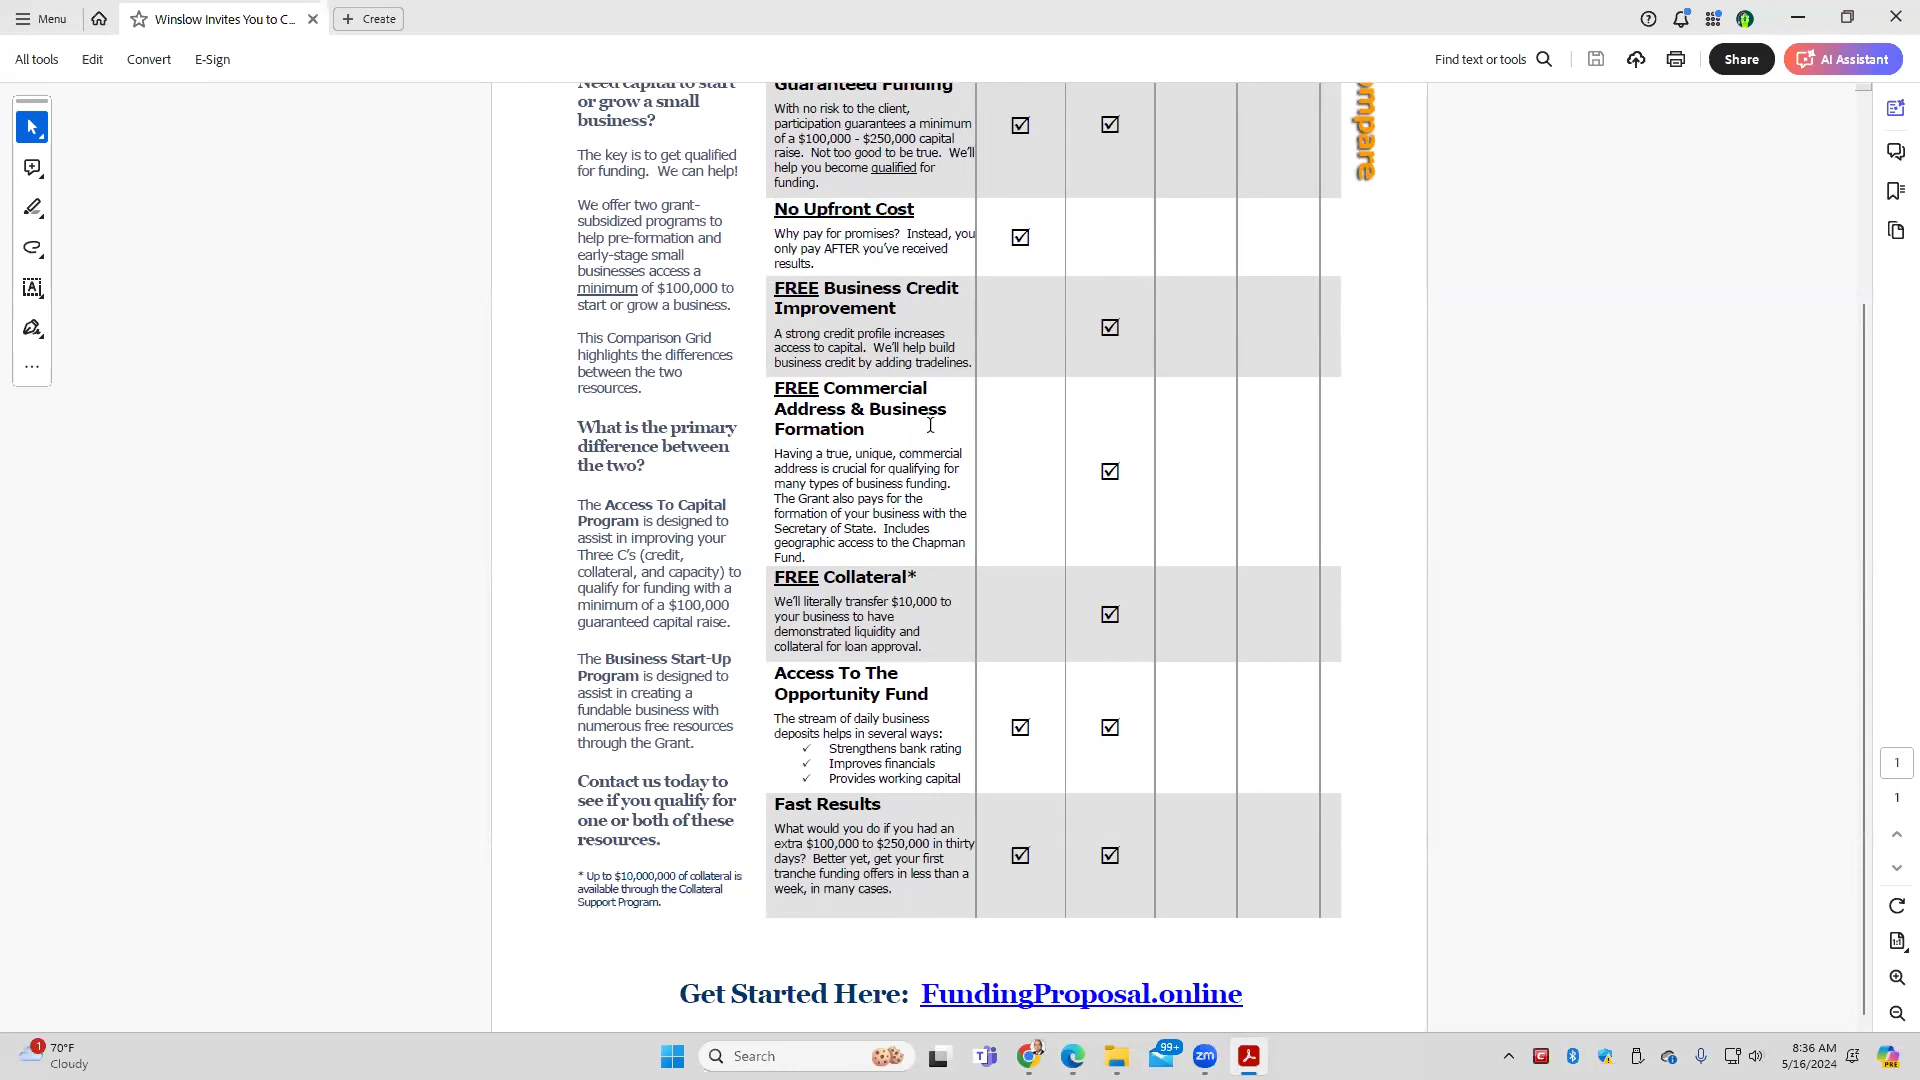 Menu
Winslow Invites You to C...
Create
All tools
Edit
Convert
E-Sign
Find text or tools
Share
AI Assistant
Need capital to start
or grow a small
business?
The key is to get qualified
for funding.  We can help!
We offer two grant-
subsidized programs to
help pre-formation and
early-stage small
businesses access a
minimum of $100,000 to
start or grow a business.
This Comparison Grid
highlights the differences
between the two
resources.
What is the primary
difference between
the two?
The Access To Capital
Program is designed to
assist in improving your
Three C's (credit,
collateral, and capacity) to
qualify for funding with a
minimum of a $100,000
guaranteed capital raise.
The Business Start-Up
Program is designed to
assist in creating a
fundable business with
numerous free resources
through the Grant.
Contact us today to
see if you qualify for
one or both of these
resources.
* Up to $10,000,000 of collateral is
available through the Collateral
Support Program.
Guaranteed Funding
With no risk to the client,
participation guarantees a minimum
of a $100,000 - $250,000 capital
raise.  Not too good to be true.  We'll
help you become qualified for
funding.
No Upfront Cost
Why pay for promises?  Instead, you
only pay AFTER you've received
results.
FREE Business Credit
Improvement
A strong credit profile increases
access to capital.  We'll help build
business credit by adding tradelines.
FREE Commercial
Address & Business
Formation
Having a true, unique, commercial
address is crucial for qualifying for
many types of business funding.
The Grant also pays for the
formation of your business with the
Secretary of State.  Includes
geographic access to the Chapman
Fund.
FREE Collateral*
We'll literally transfer $10,000 to
your business to have
demonstrated liquidity and
collateral for loan approval.
Access To The
Opportunity Fund
The stream of daily business
deposits helps in several ways:
✓ Strengthens bank rating
✓ Improves financials
✓ Provides working capital
Fast Results
What would you do if you had an
extra $100,000 to $250,000 in thirty
days?  Better yet, get your first
tranche funding offers in less than a
week, in many cases.
ompare
Get Started Here:  FundingProposal.online
1
1
1
70°F
Cloudy
Search
99+
zm
8:36 AM
5/16/2024
PRE